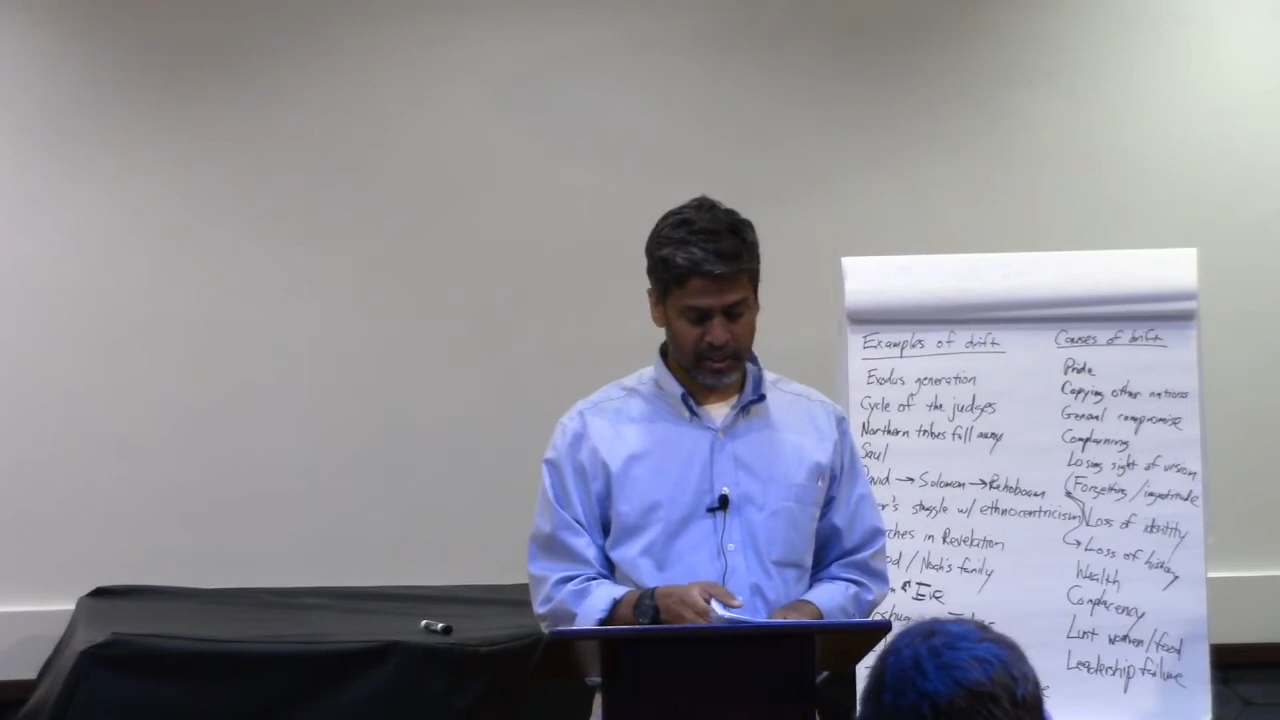 Examples of drift
Exodus generation
Cycle of the judges
Northern tribes fall away
Saul
David → Solomon → Rehoboam
struggle w/ ethnocentricism
in Revelation
/ Noah's family
& Eve
Causes of drift
Pride
Copying other nations
General compromise
Complaining
Losing sight of vision
Forgetting / ingratitude
Loss of identity
→ Loss of history
Wealth
Complacency
Lust women/food
Leadership failure